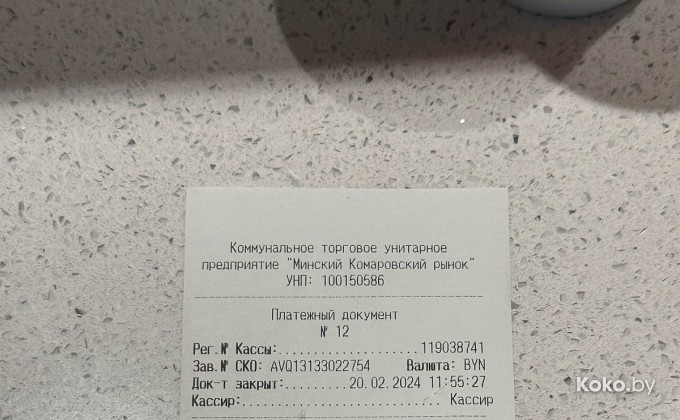 Коммунальное торговое унитарное
предприятие "Минский Комаровский рынок"
УНП: 100150586
Платежный документ
№ 12
Рег.№ Кассы:....................119038741
Зав.№ СКО: AVQ13133022754 Валюта: BYN
Док-т закрыт:.........20.02.2024 11:55:27
Кассир:............................Кассир
Koko.by